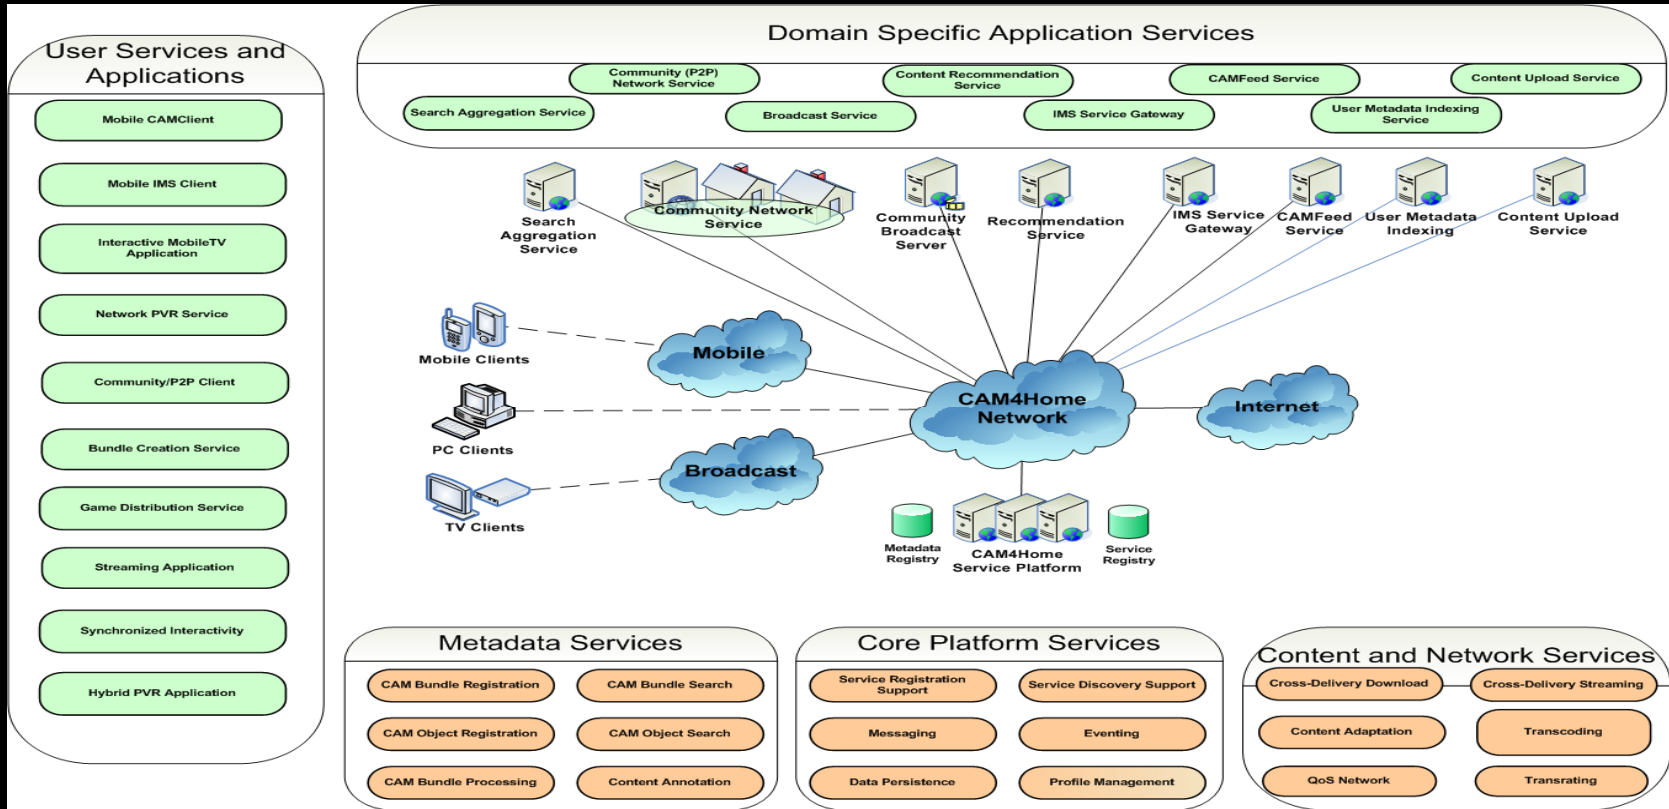 User Services and
Applications
Mobile CAMClient
Mobile IMS Client
Interactive MobileTV
Application
Network PVR Service
Community/P2P Client
Bundle Creation Service
Game Distribution Service
Streaming Application
Synchronized Interactivity
Hybrid PVR Application
Domain Specific Application Services
Community (P2P)
Network Service
Content Recommendation
Service
CAMFeed Service
Content Upload Service
Search Aggregation Service
Broadcast Service
IMS Service Gateway
User Metadata Indexing
Service
Search
Aggregation
Service
Community Network
Service
Community
Broadcast
Server
Recommendation
Service
IMS Service
Gateway
CAMFeed
Service
User Metadata
Indexing
Content Upload
Service
Mobile Clients
Mobile
PC Clients
CAM4Home
Network
Internet
Broadcast
TV Clients
Metadata
Registry
CAM4Home
Service Platform
Service
Registry
Metadata Services
CAM Bundle Registration
CAM Bundle Search
CAM Object Registration
CAM Object Search
CAM Bundle Processing
Content Annotation
Core Platform Services
Service Registration
Support
Service Discovery Support
Messaging
Eventing
Data Persistence
Profile Management
Content and Network Services
Cross-Delivery Download
Cross-Delivery Streaming
Content Adaptation
Transcoding
QoS Network
Transrating